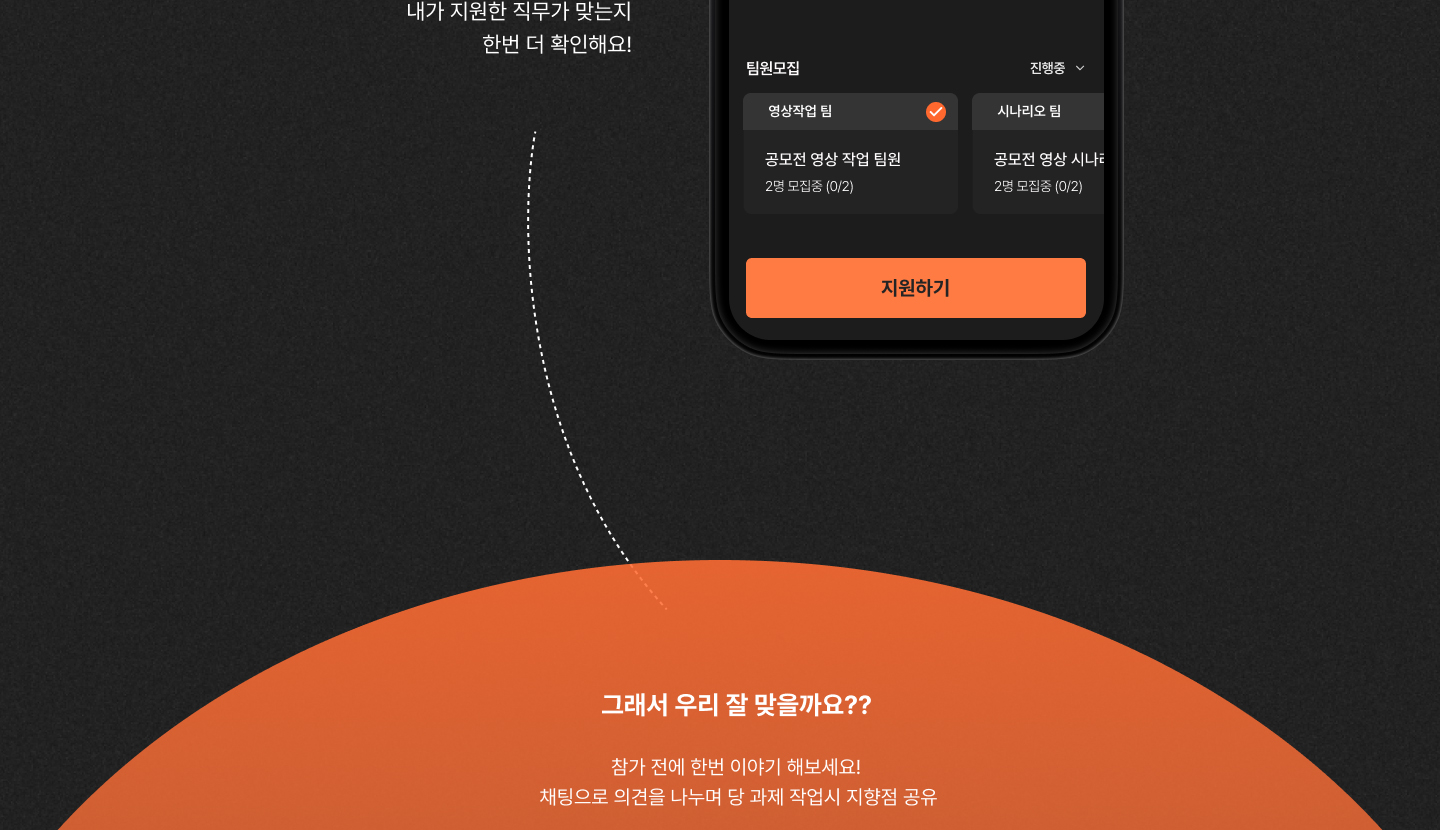 내가 지원한 직무가 맞는지
한번 더 확인해요!
팀원모집
진행중
영상작업 팀
시나리오 팀
공모전 영상 작업 팀원
공모전 영상 시나리
2명 모집중 (0/2)
2명 모집중 (0/2)
지원하기
그래서 우리 잘 맞을까요??
참가 전에 한번 이야기 해보세요!
채팅으로 의견을 나누며 당 과제 작업시 지향점 공유